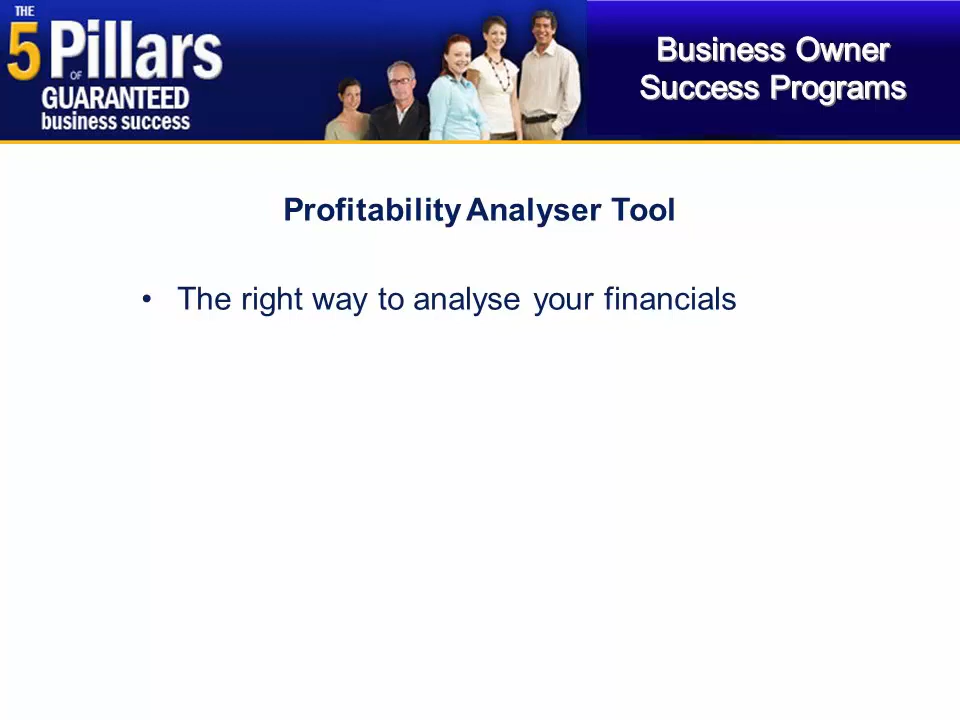 THE
5 Pillars
OF
GUARANTEED
business success
Business Owner
Success Programs
Profitability Analyser Tool
• The right way to analyse your financials